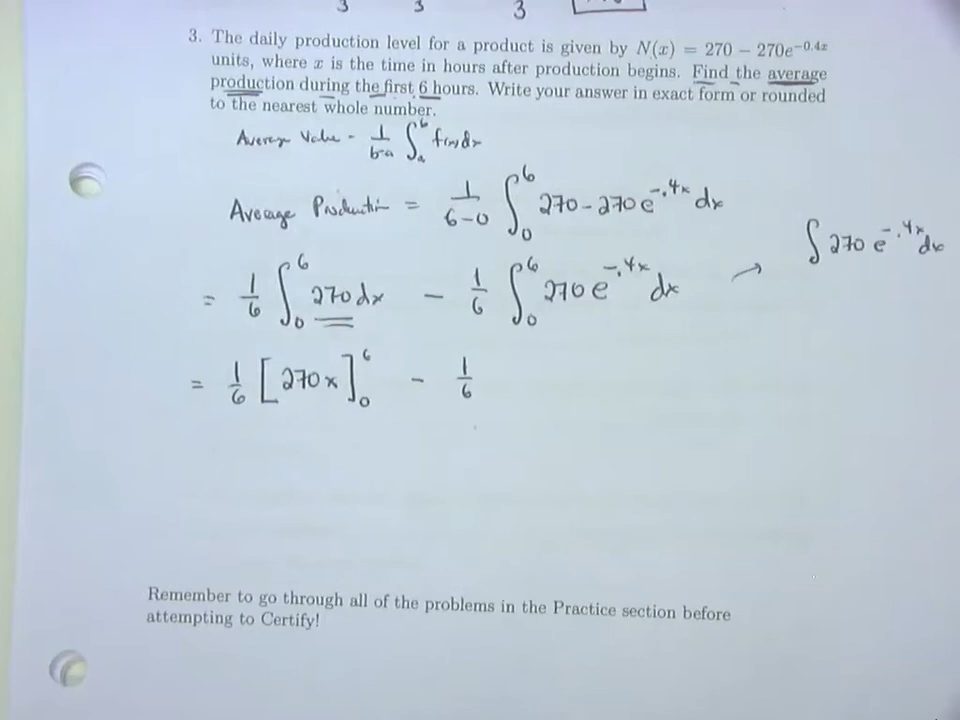 3 3 3
3. The daily production level for a product is given by N(x) = 270 − 270e^{−0.4x}
units, where x is the time in hours after production begins. Find the average
production during the first 6 hours. Write your answer in exact form or rounded
to the nearest whole number.
Average Value = 1/(b-a) ∫_a^b f(x)dx
Average Production = 1/(6-0) ∫_0^6 270 - 270e^{-.4x} dx
∫ 270 e^{-.4x} dx
= 1/6 ∫_0^6 270 dx - 1/6 ∫_0^6 270 e^{-.4x} dx →
= 1/6 [270x]_0^6 - 1/6
Remember to go through all of the problems in the Practice section before
attempting to Certify!